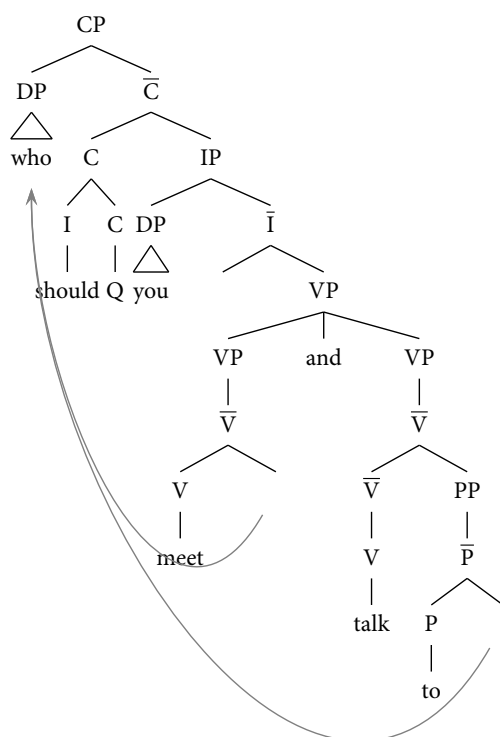 CP
DP C̅
who C IP
I C DP I̅
should Q you VP
VP and VP
V̅ V̅
V V̅ PP
meet V P̅
talk P
to